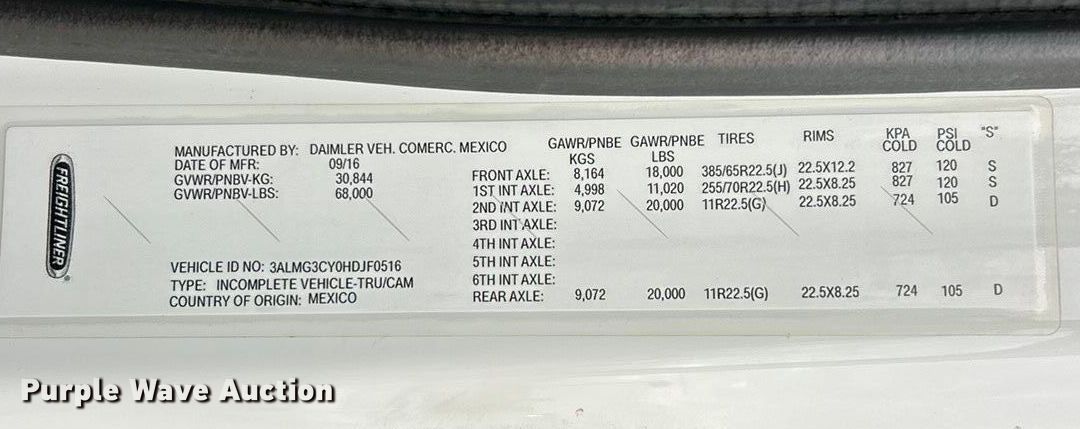 FREIGHTLINER
MANUFACTURED BY: DAIMLER VEH. COMERC. MEXICO
DATE OF MFR: 09/16
GVWR/PNBV-KG: 30,844
GVWR/PNBV-LBS: 68,000
VEHICLE ID NO: 3ALMG3CY0HDJF0516
TYPE: INCOMPLETE VEHICLE-TRU/CAM
COUNTRY OF ORIGIN: MEXICO
GAWR/PNBE GAWR/PNBE TIRES RIMS KPA PSI "S"
KGS LBS COLD COLD
FRONT AXLE: 8,164 18,000 385/65R22.5(J) 22.5X12.2 827 120 S
1ST INT AXLE: 4,998 11,020 255/70R22.5(H) 22.5X8.25 827 120 S
2ND INT AXLE: 9,072 20,000 11R22.5(G) 22.5X8.25 724 105 D
3RD INT AXLE:
4TH INT AXLE:
5TH INT AXLE:
6TH INT AXLE:
REAR AXLE: 9,072 20,000 11R22.5(G) 22.5X8.25 724 105 D
Purple Wave Auction